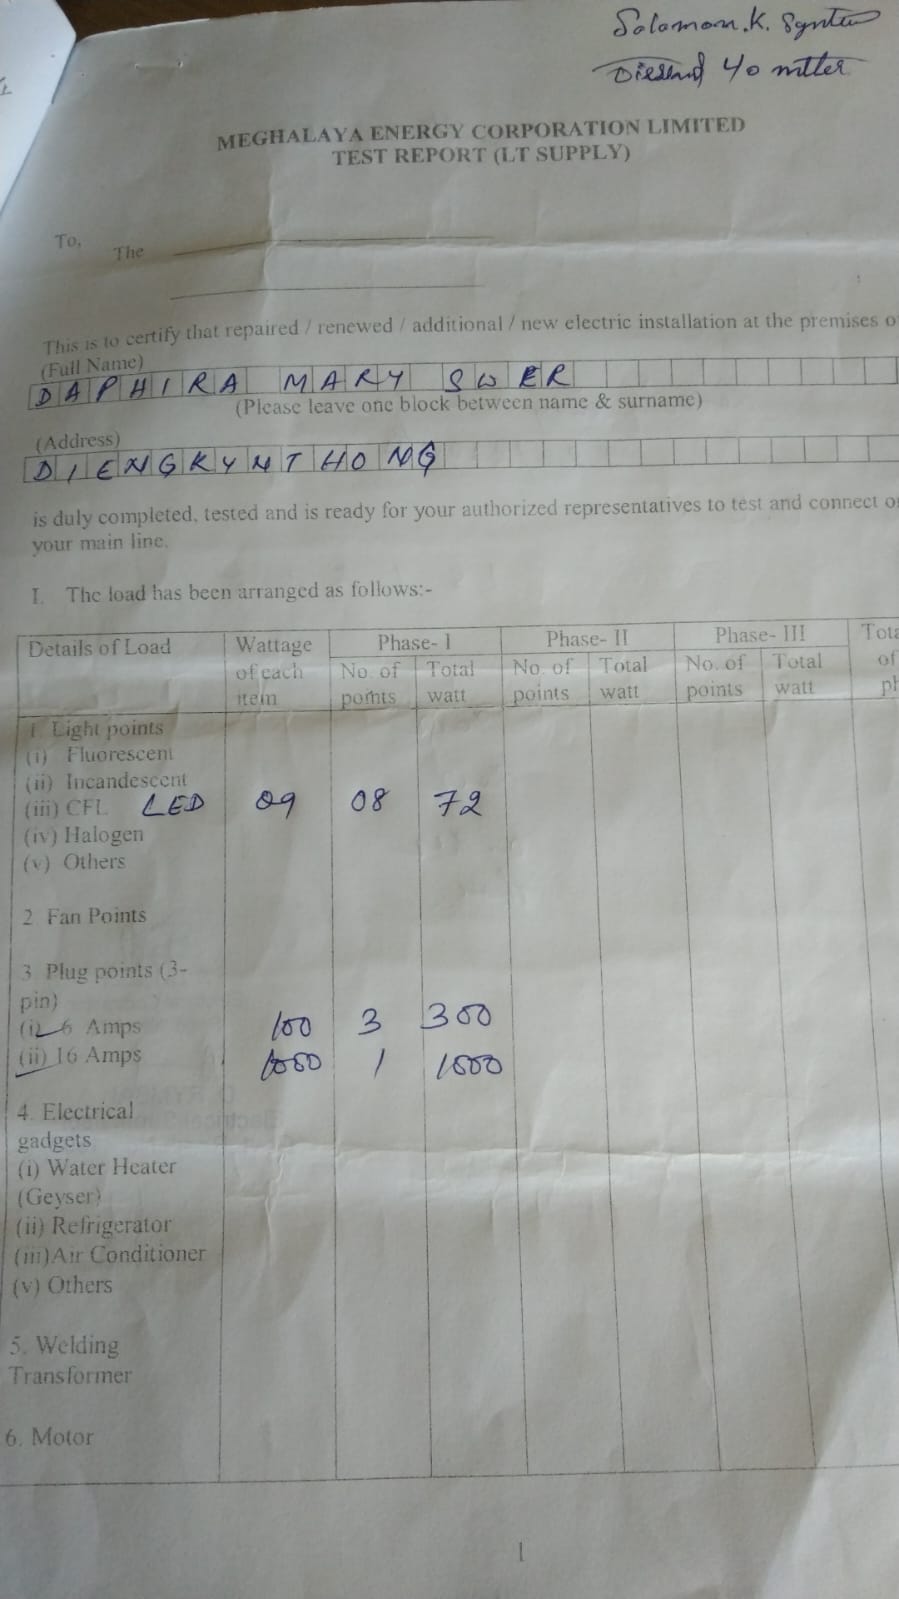 Solomon.K. Synte
40 mtter
MEGHALAYA ENERGY CORPORATION LIMITED
TEST REPORT (LT SUPPLY)
To,
The
This is to certify that repaired / renewed / additional / new electric installation at the premises o
(Full Name)
DAPHIRA MARY SWER
(Please leave one block between name & surname)
(Address)
DIENGKYNTHONG
is duly completed, tested and is ready for your authorized representatives to test and connect o
your main line.
I. The load has been arranged as follows:-
Details of Load Wattage of each item Phase- I Phase- II Phase- III Tota of ph
No. of points Total watt No. of points Total watt No. of points Total watt
1. Light points
(i) Fluorescent
(ii) Incandescent
(iii) CFL LED 09 08 72
(iv) Halogen
(v) Others
2. Fan Points
3. Plug points (3-
pin)
(i) 6 Amps 100 3 300
(ii) 16 Amps 1000 1 1000
4. Electrical
gadgets
(i) Water Heater
(Geyser)
(ii) Refrigerator
(iii)Air Conditioner
(v) Others
5. Welding
Transformer
6. Motor
1